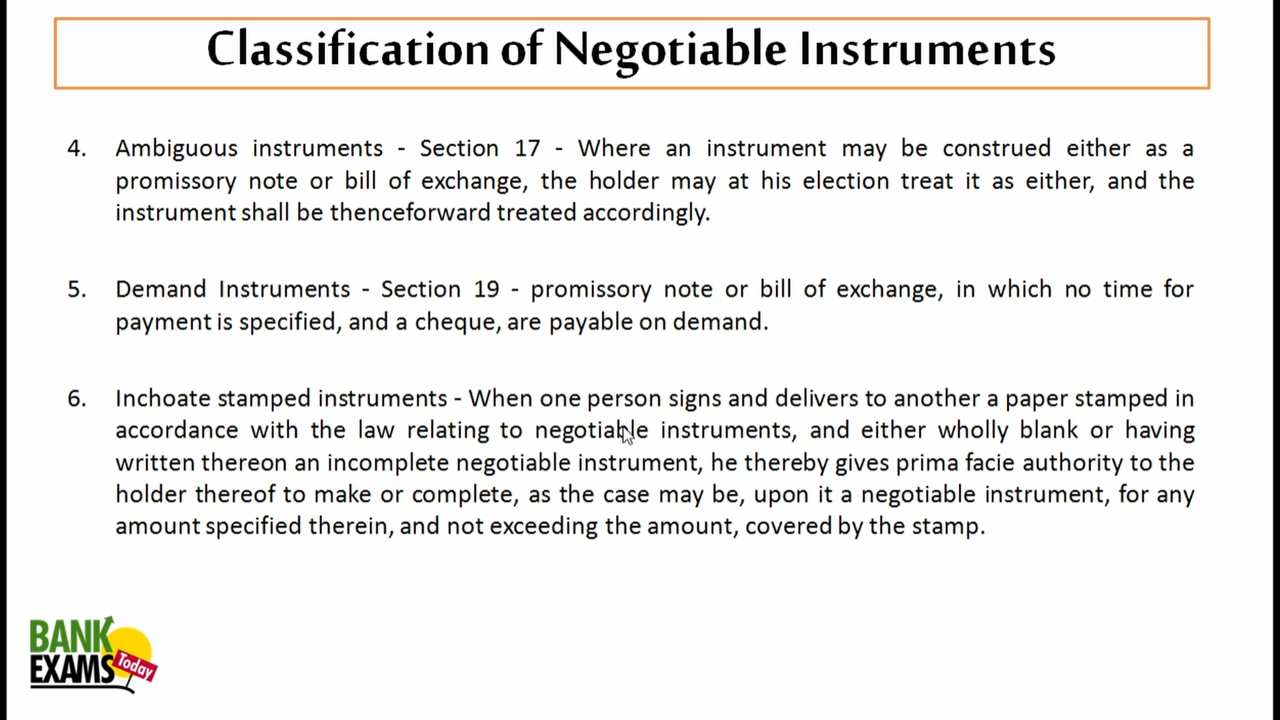 Classification of Negotiable Instruments
4. Ambiguous instruments - Section 17 - Where an instrument may be construed either as a
promissory note or bill of exchange, the holder may at his election treat it as either, and the
instrument shall be thenceforward treated accordingly.
5. Demand Instruments - Section 19 - promissory note or bill of exchange, in which no time for
payment is specified, and a cheque, are payable on demand.
6. Inchoate stamped instruments - When one person signs and delivers to another a paper stamped in
accordance with the law relating to negotiable instruments, and either wholly blank or having
written thereon an incomplete negotiable instrument, he thereby gives prima facie authority to the
holder thereof to make or complete, as the case may be, upon it a negotiable instrument, for any
amount specified therein, and not exceeding the amount, covered by the stamp.
BANK
EXAMS
Today